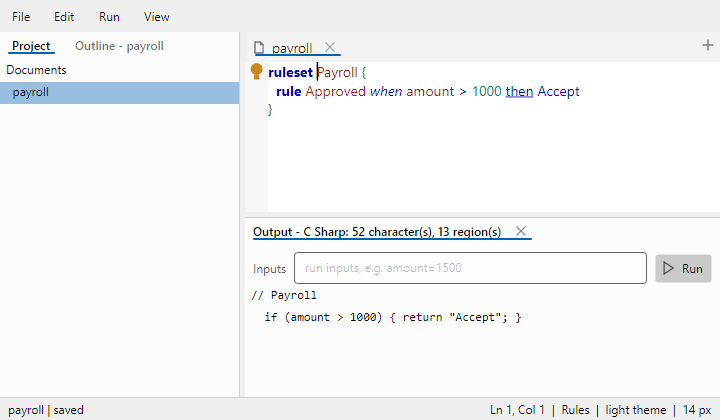 File Edit Run View
Project Outline - payroll
Documents
payroll
payroll
ruleset Payroll {
rule Approved when amount > 1000 then Accept
}
Output - C Sharp: 52 character(s), 13 region(s)
Inputs run inputs, e.g. amount=1500 Run
// Payroll
if (amount > 1000) { return "Accept"; }
payroll | saved Ln 1, Col 1 | Rules | light theme | 14 px